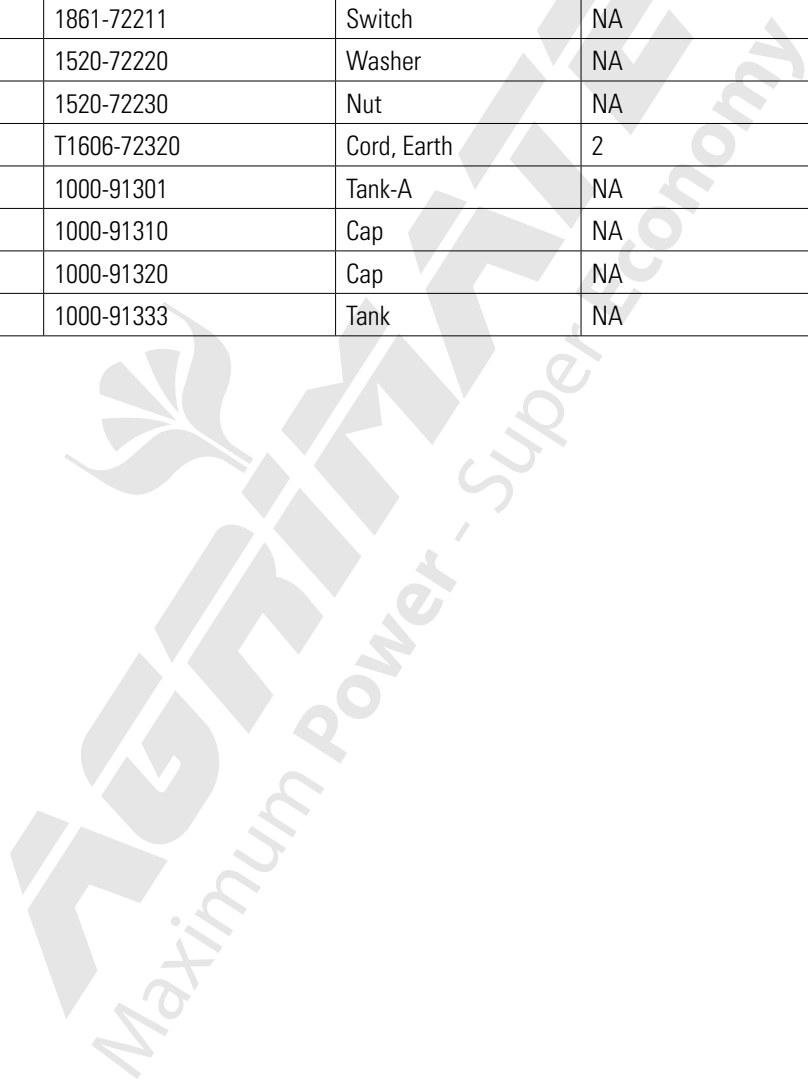 1861-72211 Switch NA
1520-72220 Washer NA
1520-72230 Nut NA
T1606-72320 Cord, Earth 2
1000-91301 Tank-A NA
1000-91310 Cap NA
1000-91320 Cap NA
1000-91333 Tank NA
AGRIMATE
Maximum Power - Super Economy